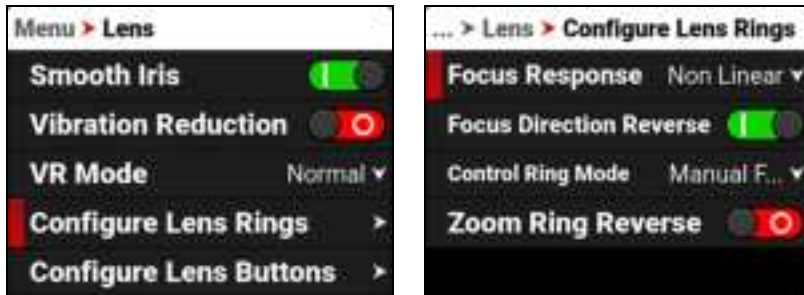 Menu > Lens
Smooth Iris
Vibration Reduction
VR Mode Normal
Configure Lens Rings >
Configure Lens Buttons >
... > Lens > Configure Lens Rings
Focus Response Non Linear
Focus Direction Reverse
Control Ring Mode Manual F...
Zoom Ring Reverse